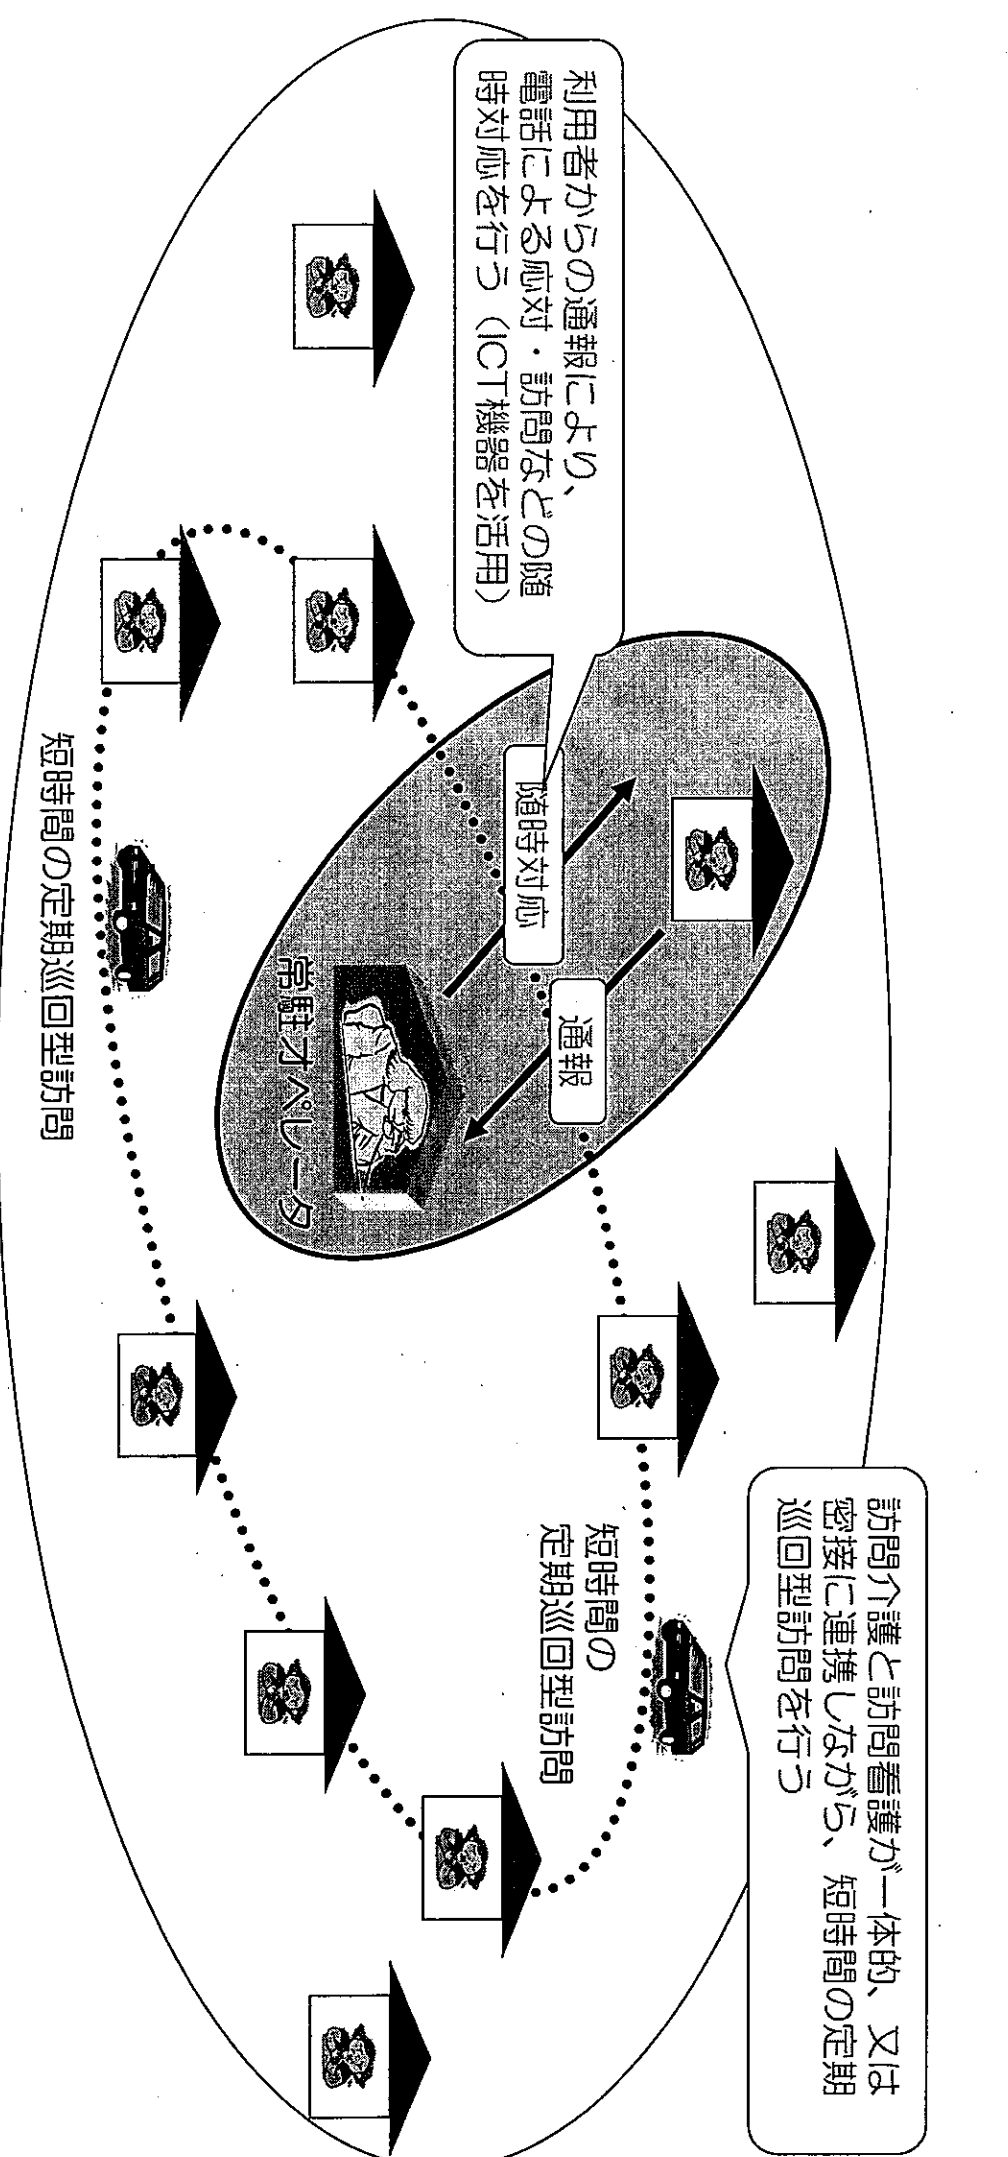 利用者からの通報により、
電話による応対・訪問などの随
時対応を行う（ICT機器を活用）
訪問介護と訪問看護が一体的、又は
密接に連携しながら、短時間の定期
巡回型訪問を行う
随時対応
通報
常駐オペレータ
短時間の
定期巡回型訪問
短時間の定期巡回型訪問